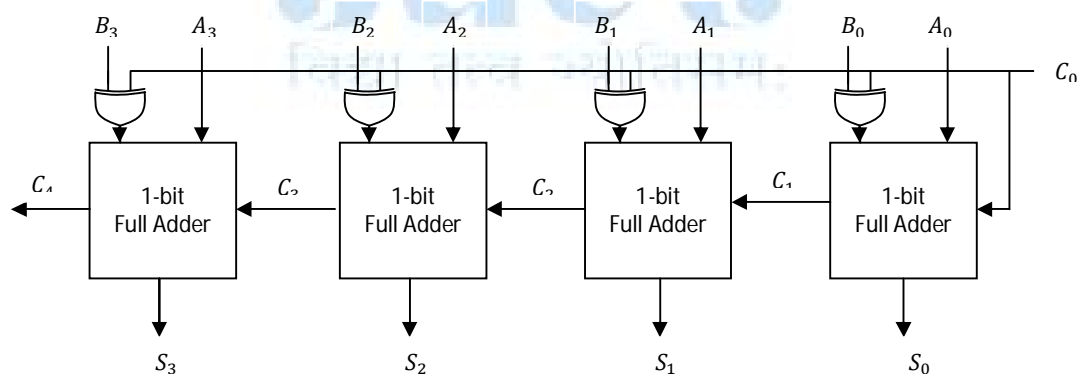 B₃ A₃ B₂ A₂ B₁ A₁ B₀ A₀
C₀
C₄ 1-bit Full Adder C₃ 1-bit Full Adder C₂ 1-bit Full Adder C₁ 1-bit Full Adder
S₃ S₂ S₁ S₀